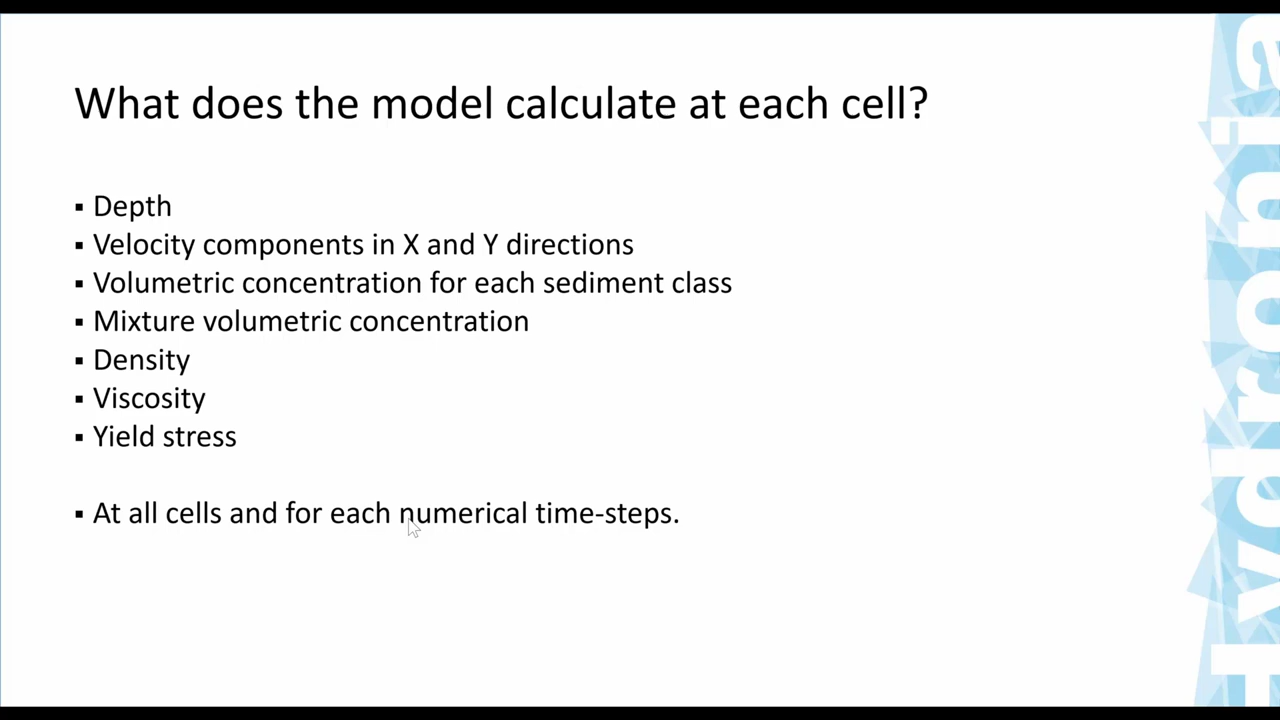 What does the model calculate at each cell?
▪ Depth
▪ Velocity components in X and Y directions
▪ Volumetric concentration for each sediment class
▪ Mixture volumetric concentration
▪ Density
▪ Viscosity
▪ Yield stress
▪ At all cells and for each numerical time-steps.
Hydronia